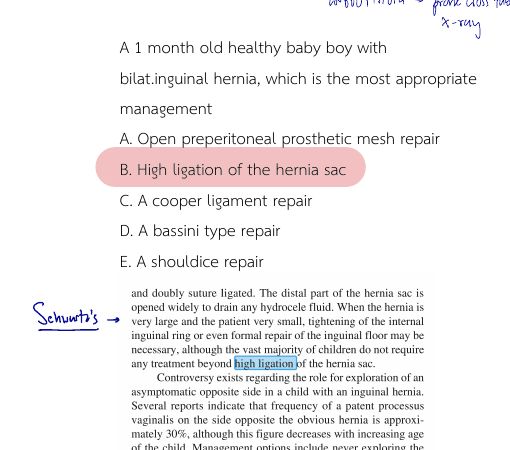 prone cross
x-ray
A 1 month old healthy baby boy with
bilat.inguinal hernia, which is the most appropriate
management
A. Open preperitoneal prosthetic mesh repair
B. High ligation of the hernia sac
C. A cooper ligament repair
D. A bassini type repair
E. A shouldice repair
Schwartz's →
and doubly suture ligated. The distal part of the hernia sac is
opened widely to drain any hydrocele fluid. When the hernia is
very large and the patient very small, tightening of the internal
inguinal ring or even formal repair of the inguinal floor may be
necessary, although the vast majority of children do not require
any treatment beyond high ligation of the hernia sac.
Controversy exists regarding the role for exploration of an
asymptomatic opposite side in a child with an inguinal hernia.
Several reports indicate that frequency of a patent processus
vaginalis on the side opposite the obvious hernia is approxi-
mately 30%, although this figure decreases with increasing age
of the child. Management options include never exploring the